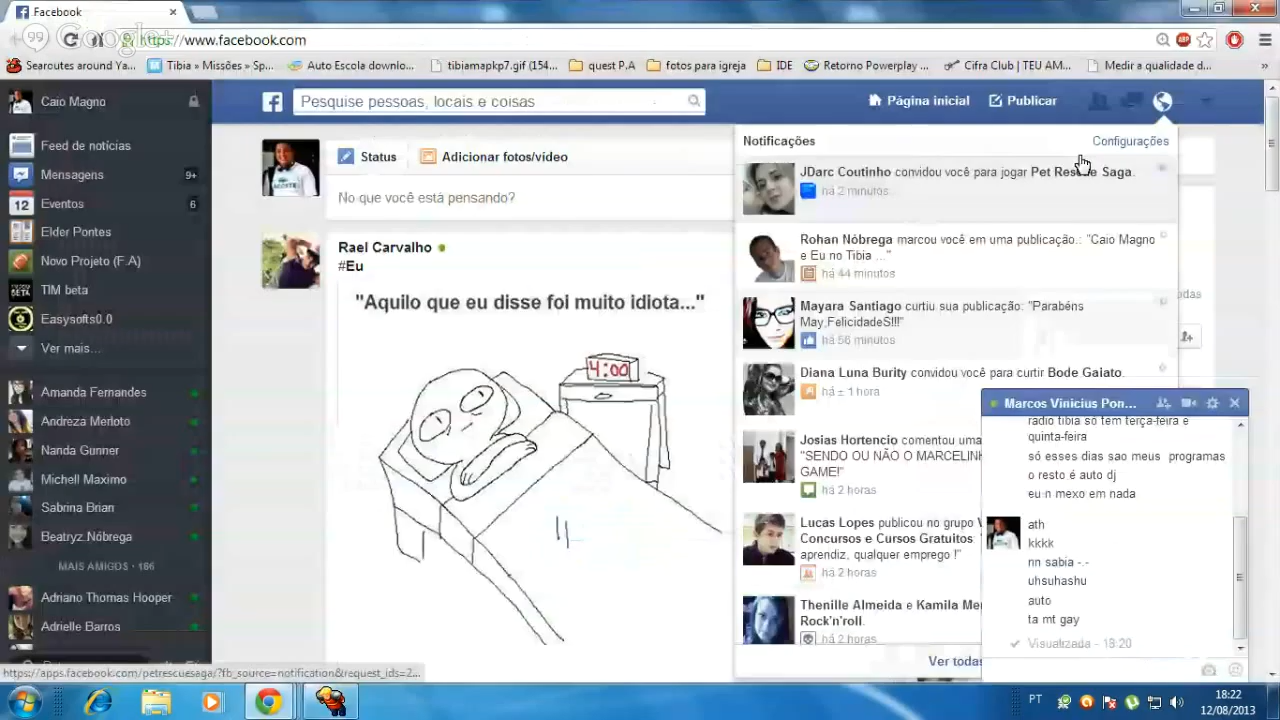 Facebook
Google+
https://www.facebook.com
Searcutes around Ya...
Tibia » Missões » Sp...
Auto Escola downlo...
tibiamapkp7.gif (154...
quest P.A
fotos para igreja
IDE
Retorno Powerplay ...
Cifra Club | TEU AM...
Medir a qualidade d...
Caio Magno
Pesquise pessoas, locais e coisas
Página inicial
Publicar
Feed de notícias
Mensagens
9+
12
Eventos
6
Elder Pontes
Novo Projeto (F.A)
TIM beta
Easysofts0.0
Ver mais...
Amanda Fernandes
Andreza Merloto
Nanda Gunner
Michell Maximo
Sabrina Brian
Beatryz Nóbrega
MAIS AMIGOS · 186
Adriano Thomas Hooper
Adrielle Barros
Status
Adicionar fotos/vídeo
No que você está pensando?
Rael Carvalho
#Eu
"Aquilo que eu disse foi muito idiota..."
4:00
Notificações
Configurações
JDarc Coutinho convidou você para jogar Pet Rescue Saga.
há 2 minutos
Rohan Nóbrega marcou você em uma publicação.: "Caio Magno
e Eu no Tibia ..."
há 44 minutos
Mayara Santiago curtiu sua publicação: "Parabéns
May,FelicidadeS!!!"
há 56 minutos
Diana Luna Burity convidou você para curtir Bode Gaiato.
há ± 1 hora
Josias Hortencio comentou uma
"SENDO OU NÃO O MARCELINH
GAME!"
há 2 horas
Lucas Lopes publicou no grupo
Concursos e Cursos Gratuitos:
aprendiz, qualquer emprego !"
há 2 horas
Thenille Almeida e Kamila Me
Rock'n'roll.
há 2 horas
Ver todas
odas
Marcos Vinicius Pon...
radio tibia so tem terça-feira e
quinta-feira
só esses dias sao meus programas
o resto é auto dj
eu n mexo em nada
ath
kkkk
nn sabia -.-
uhsuhashu
auto
ta mt gay
Visualizada - 18:20
https://apps.facebook.com/petrescuesaga/?fb_source=notification&request_ids=2...
PT
18:22
12/08/2013